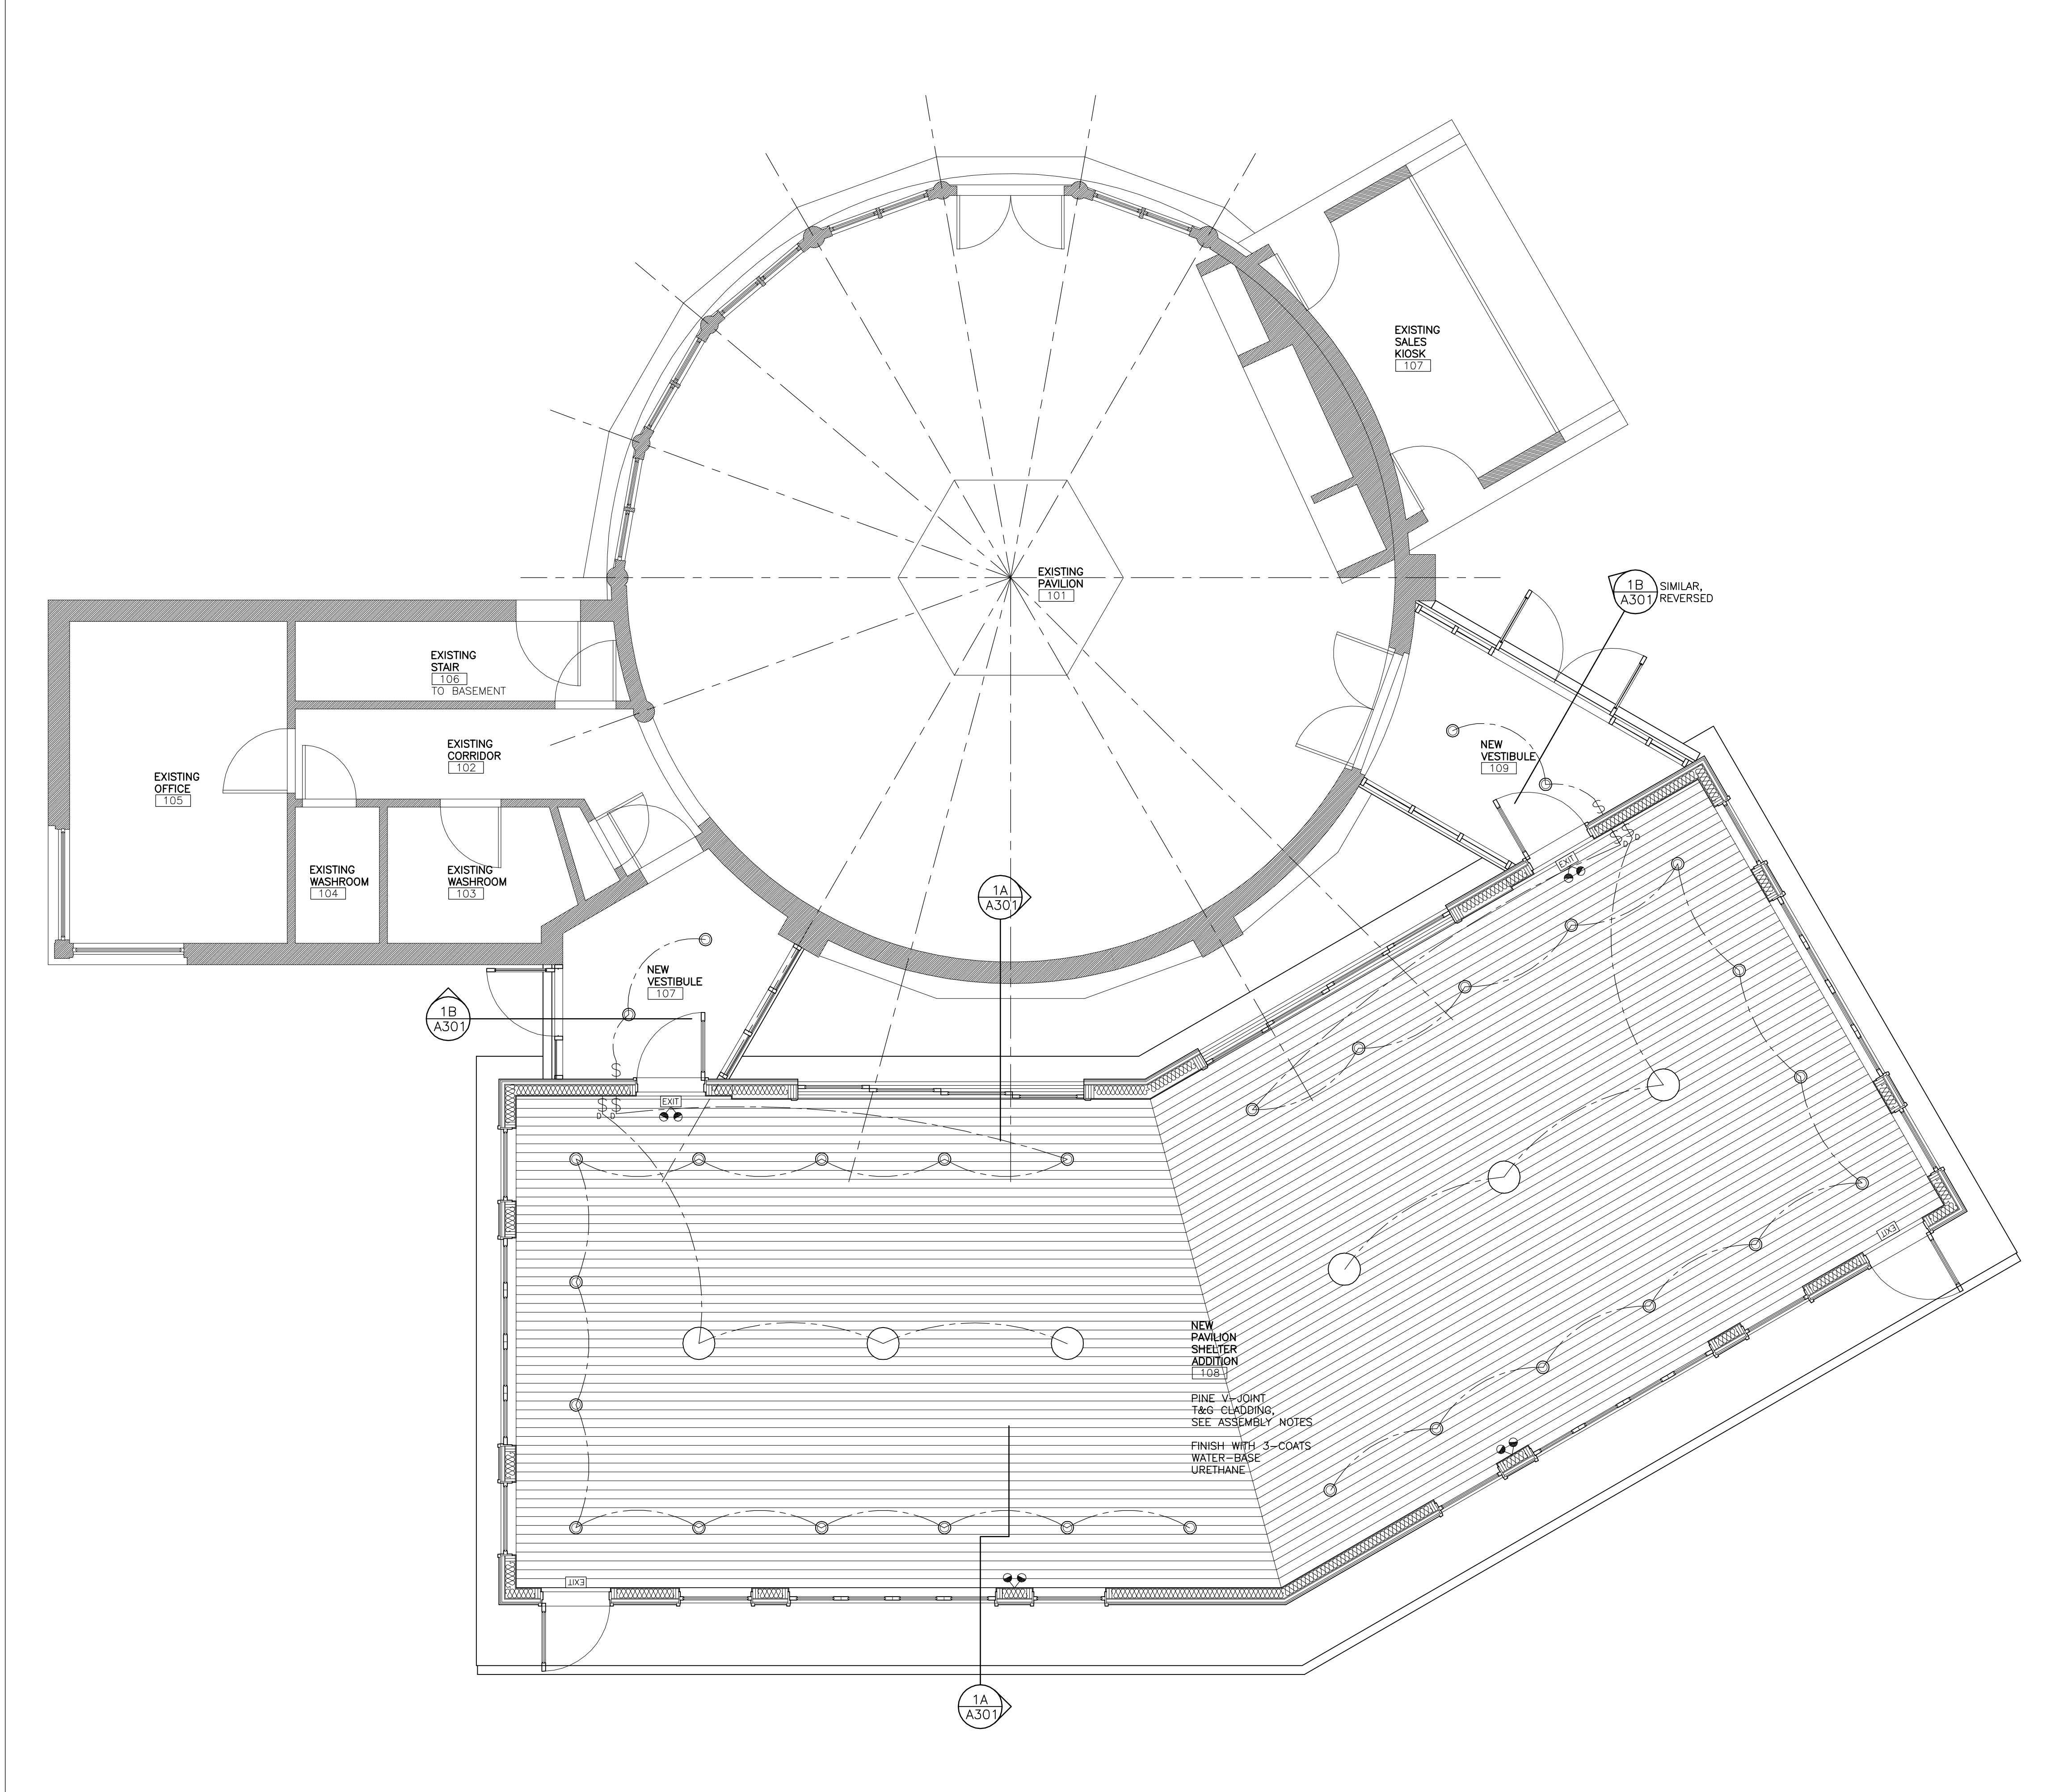 EXISTING
SALES
KIOSK
107
EXISTING
PAVILION
101
1B
A301
SIMILAR,
REVERSED
EXISTING
STAIR
106
TO BASEMENT
EXISTING
CORRIDOR
102
NEW
VESTIBULE
109
EXISTING
OFFICE
105
$
$
D
$
D
EXIT
EXISTING
WASHROOM
104
EXISTING
WASHROOM
103
1A
A301
NEW
VESTIBULE
107
1B
A301
$
$
D
$
D
EXIT
EXIT
NEW
PAVILION
SHELTER
ADDITION
108
PINE V-JOINT
T&G CLADDING,
SEE ASSEMBLY NOTES
FINISH WITH 3-COATS
WATER-BASE
URETHANE
EXIT
1A
A301